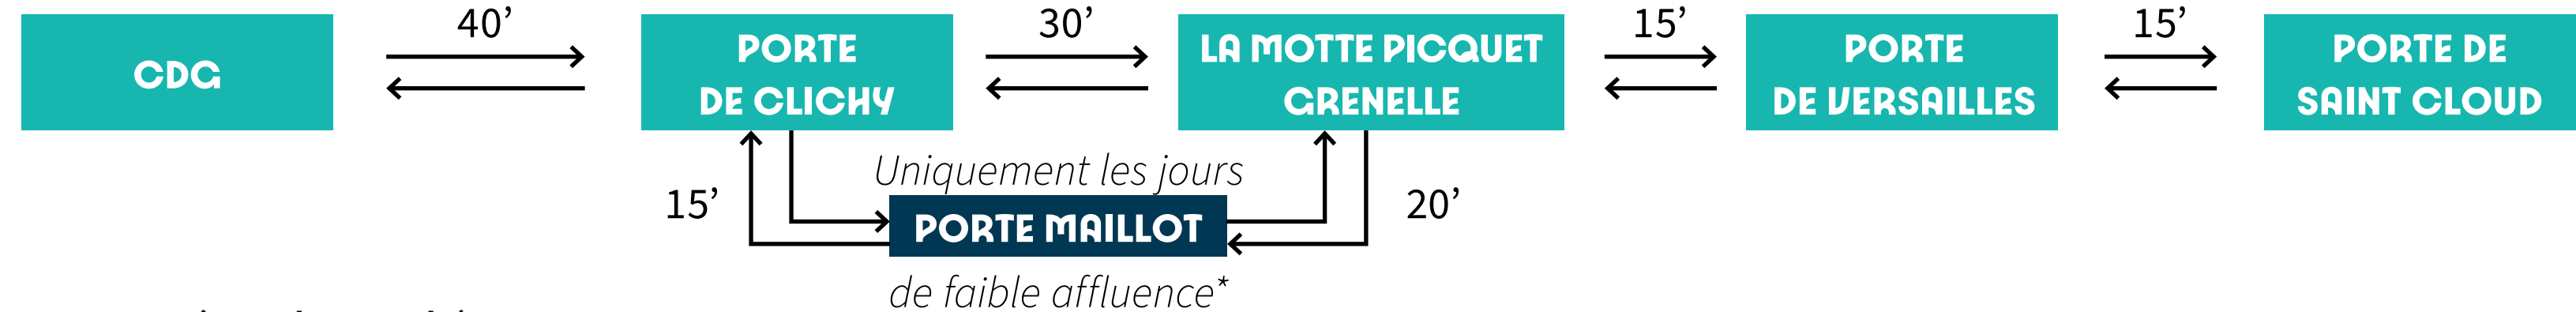 40’
30’
15’
15’
CDG
PORTE
DE CLICHY
LA MOTTE PICQUET
GRENELLE
PORTE
DE VERSAILLES
PORTE DE
SAINT CLOUD
Uniquement les jours
15’
PORTE MAILLOT
20’
de faible affluence*